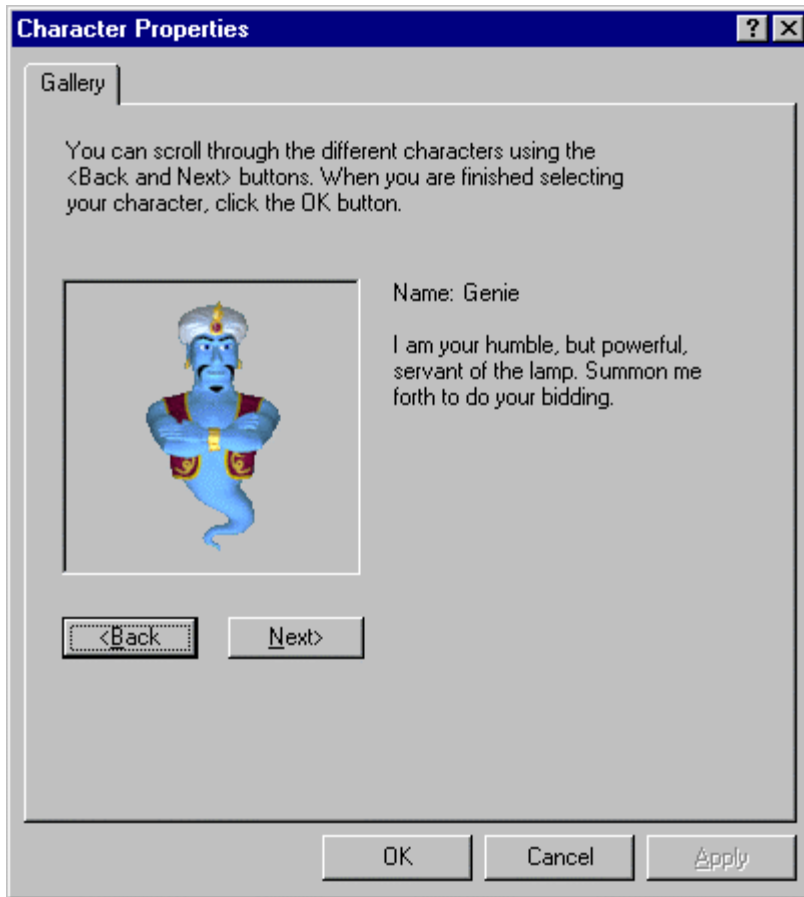 Character Properties
Gallery
You can scroll through the different characters using the
<Back and Next> buttons. When you are finished selecting
your character, click the OK button.
Name: Genie
I am your humble, but powerful,
servant of the lamp. Summon me
forth to do your bidding.
<Back
Next>
OK
Cancel
Apply